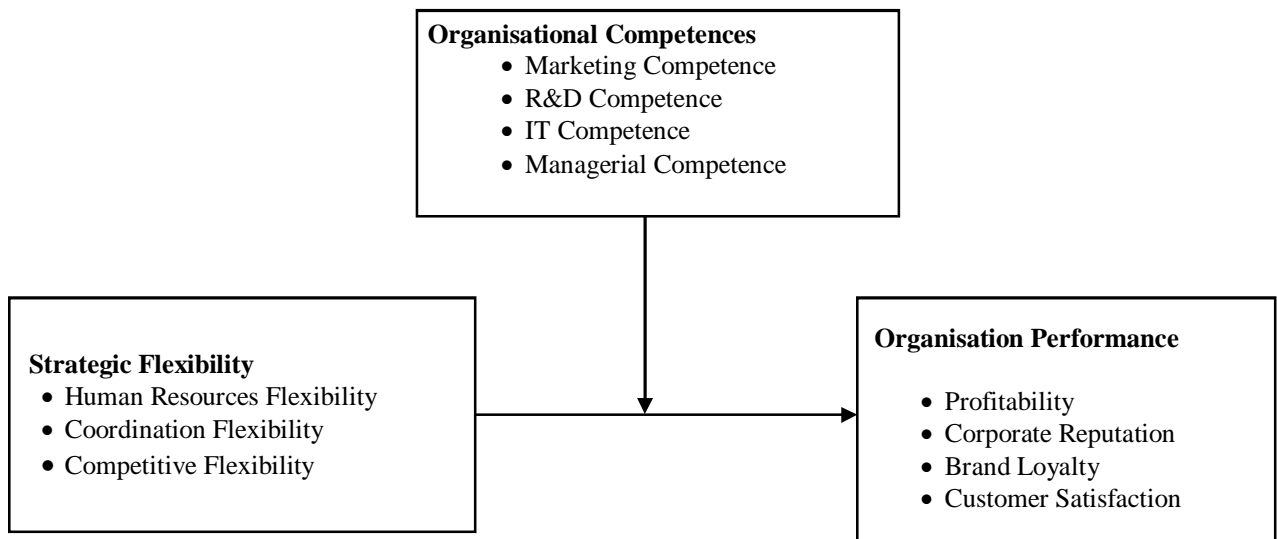 Organisational Competences
• Marketing Competence
• R&D Competence
• IT Competence
• Managerial Competence
Strategic Flexibility
• Human Resources Flexibility
• Coordination Flexibility
• Competitive Flexibility
Organisation Performance
• Profitability
• Corporate Reputation
• Brand Loyalty
• Customer Satisfaction